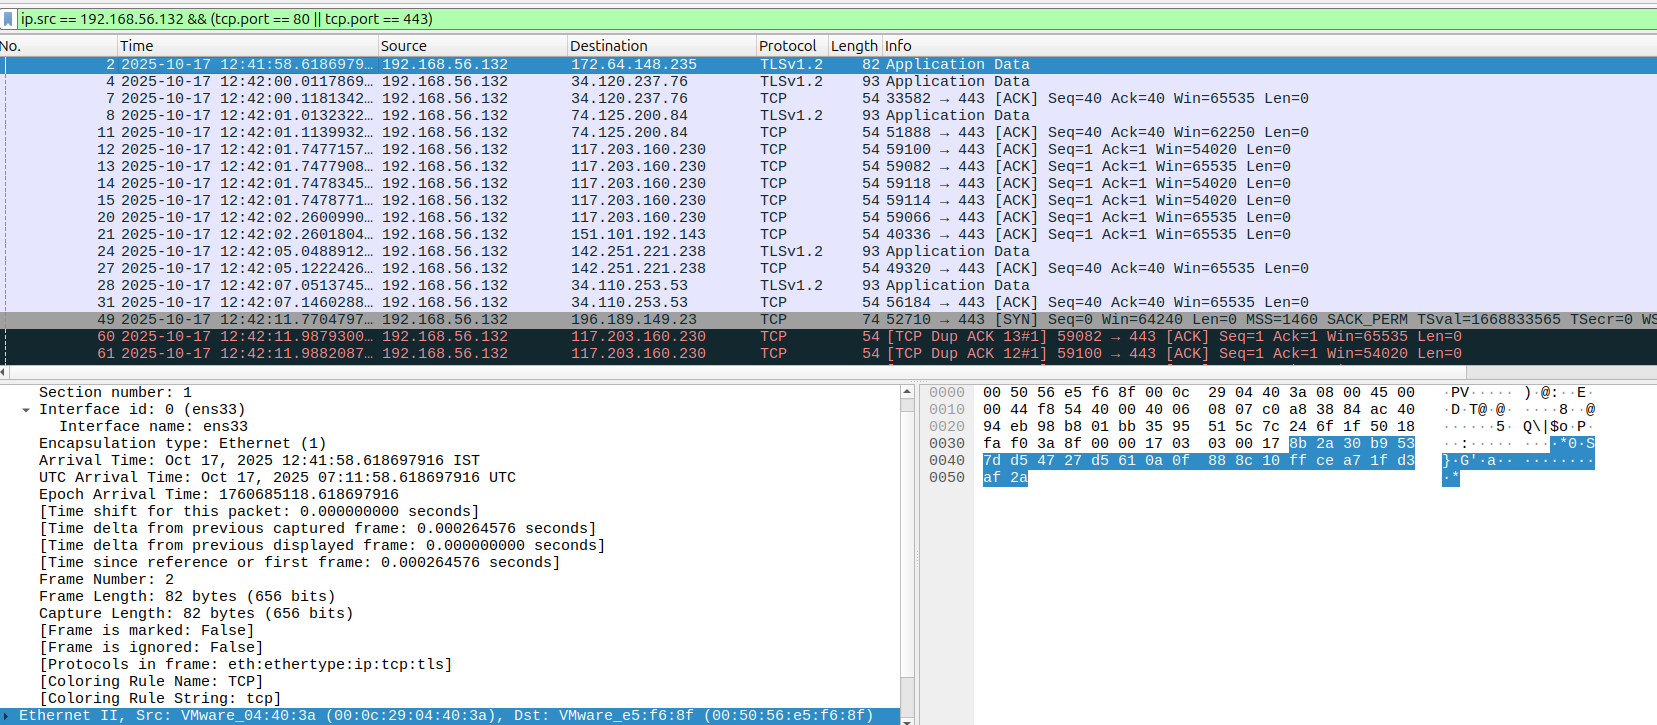 ip.src == 192.168.56.132 && (tcp.port == 80 || tcp.port == 443)
No. Time Source Destination Protocol Length Info
2 2025-10-17 12:41:58.6186979… 192.168.56.132 172.64.148.235 TLSv1.2 82 Application Data
4 2025-10-17 12:42:00.0117869… 192.168.56.132 34.120.237.76 TLSv1.2 93 Application Data
7 2025-10-17 12:42:00.1181342… 192.168.56.132 34.120.237.76 TCP 54 33582 → 443 [ACK] Seq=40 Ack=40 Win=65535 Len=0
8 2025-10-17 12:42:01.0132322… 192.168.56.132 74.125.200.84 TLSv1.2 93 Application Data
11 2025-10-17 12:42:01.1139932… 192.168.56.132 74.125.200.84 TCP 54 51888 → 443 [ACK] Seq=40 Ack=40 Win=62250 Len=0
12 2025-10-17 12:42:01.7477157… 192.168.56.132 117.203.160.230 TCP 54 59100 → 443 [ACK] Seq=1 Ack=1 Win=54020 Len=0
13 2025-10-17 12:42:01.7477908… 192.168.56.132 117.203.160.230 TCP 54 59082 → 443 [ACK] Seq=1 Ack=1 Win=65535 Len=0
14 2025-10-17 12:42:01.7478345… 192.168.56.132 117.203.160.230 TCP 54 59118 → 443 [ACK] Seq=1 Ack=1 Win=54020 Len=0
15 2025-10-17 12:42:01.7478771… 192.168.56.132 117.203.160.230 TCP 54 59114 → 443 [ACK] Seq=1 Ack=1 Win=54020 Len=0
20 2025-10-17 12:42:02.2600990… 192.168.56.132 117.203.160.230 TCP 54 59066 → 443 [ACK] Seq=1 Ack=1 Win=65535 Len=0
21 2025-10-17 12:42:02.2601804… 192.168.56.132 151.101.192.143 TCP 54 40336 → 443 [ACK] Seq=1 Ack=1 Win=65535 Len=0
24 2025-10-17 12:42:05.0488912… 192.168.56.132 142.251.221.238 TLSv1.2 93 Application Data
27 2025-10-17 12:42:05.1222426… 192.168.56.132 142.251.221.238 TCP 54 49320 → 443 [ACK] Seq=40 Ack=40 Win=65535 Len=0
28 2025-10-17 12:42:07.0513745… 192.168.56.132 34.110.253.53 TLSv1.2 93 Application Data
31 2025-10-17 12:42:07.1460288… 192.168.56.132 34.110.253.53 TCP 54 56184 → 443 [ACK] Seq=40 Ack=40 Win=65535 Len=0
49 2025-10-17 12:42:11.7704797… 192.168.56.132 196.189.149.23 TCP 74 52710 → 443 [SYN] Seq=0 Win=64240 Len=0 MSS=1460 SACK_PERM TSval=1668833565 TSecr=0 WS
60 2025-10-17 12:42:11.9879300… 192.168.56.132 117.203.160.230 TCP 54 [TCP Dup ACK 13#1] 59082 → 443 [ACK] Seq=1 Ack=1 Win=65535 Len=0
61 2025-10-17 12:42:11.9882087… 192.168.56.132 117.203.160.230 TCP 54 [TCP Dup ACK 12#1] 59100 → 443 [ACK] Seq=1 Ack=1 Win=54020 Len=0
Section number: 1
Interface id: 0 (ens33)
Interface name: ens33
Encapsulation type: Ethernet (1)
Arrival Time: Oct 17, 2025 12:41:58.618697916 IST
UTC Arrival Time: Oct 17, 2025 07:11:58.618697916 UTC
Epoch Arrival Time: 1760685118.618697916
[Time shift for this packet: 0.000000000 seconds]
[Time delta from previous captured frame: 0.000264576 seconds]
[Time delta from previous displayed frame: 0.000000000 seconds]
[Time since reference or first frame: 0.000264576 seconds]
Frame Number: 2
Frame Length: 82 bytes (656 bits)
Capture Length: 82 bytes (656 bits)
[Frame is marked: False]
[Frame is ignored: False]
[Protocols in frame: eth:ethertype:ip:tcp:tls]
[Coloring Rule Name: TCP]
[Coloring Rule String: tcp]
Ethernet II, Src: VMware_04:40:3a (00:0c:29:04:40:3a), Dst: VMware_e5:f6:8f (00:50:56:e5:f6:8f)
0000 00 50 56 e5 f6 8f 00 0c 29 04 40 3a 08 00 45 00 ·PV····· )·@:··E·
0010 00 44 f8 54 40 00 40 06 08 07 c0 a8 38 84 ac 40 ·D·T@·@· ····8··@
0020 94 eb 98 b8 01 bb 35 95 51 5c 7c 24 6f 1f 50 18 ······5· Q\|$o·P·
0030 fa f0 3a 8f 00 00 17 03 03 00 17 8b 2a 30 b9 53 ··:····· ····*0·S
0040 7d d5 47 27 d5 61 0a 0f 88 8c 10 ff ce a7 1f d3 }·G'·a·· ········
0050 af 2a ·*